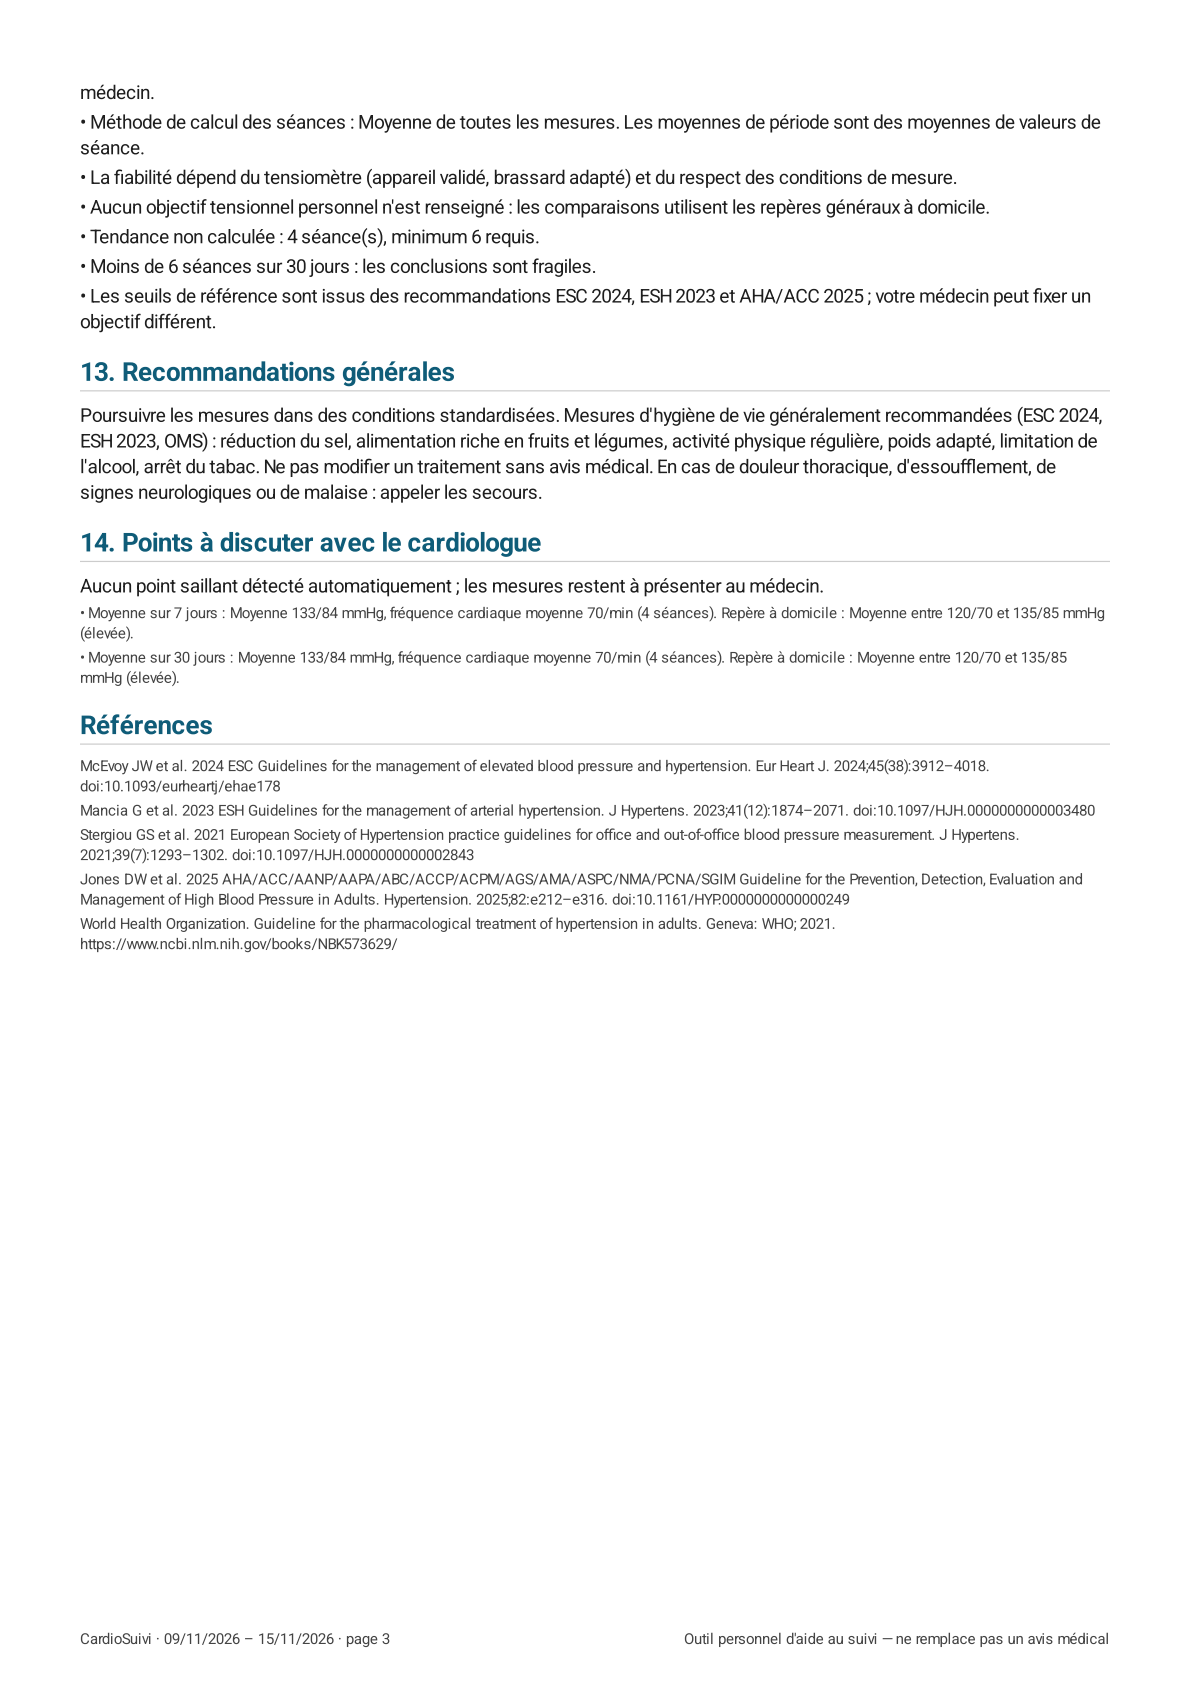 médecin.
• Méthode de calcul des séances : Moyenne de toutes les mesures. Les moyennes de période sont des moyennes de valeurs de
séance.
• La fiabilité dépend du tensiomètre (appareil validé, brassard adapté) et du respect des conditions de mesure.
• Aucun objectif tensionnel personnel n'est renseigné : les comparaisons utilisent les repères généraux à domicile.
• Tendance non calculée : 4 séance(s), minimum 6 requis.
• Moins de 6 séances sur 30 jours : les conclusions sont fragiles.
• Les seuils de référence sont issus des recommandations ESC 2024, ESH 2023 et AHA/ACC 2025 ; votre médecin peut fixer un
objectif différent.
13. Recommandations générales
Poursuivre les mesures dans des conditions standardisées. Mesures d'hygiène de vie généralement recommandées (ESC 2024,
ESH 2023, OMS) : réduction du sel, alimentation riche en fruits et légumes, activité physique régulière, poids adapté, limitation de
l'alcool, arrêt du tabac. Ne pas modifier un traitement sans avis médical. En cas de douleur thoracique, d'essoufflement, de
signes neurologiques ou de malaise : appeler les secours.
14. Points à discuter avec le cardiologue
Aucun point saillant détecté automatiquement ; les mesures restent à présenter au médecin.
• Moyenne sur 7 jours : Moyenne 133/84 mmHg, fréquence cardiaque moyenne 70/min (4 séances). Repère à domicile : Moyenne entre 120/70 et 135/85 mmHg
(élevée).
• Moyenne sur 30 jours : Moyenne 133/84 mmHg, fréquence cardiaque moyenne 70/min (4 séances). Repère à domicile : Moyenne entre 120/70 et 135/85
mmHg (élevée).
Références
McEvoy JW et al. 2024 ESC Guidelines for the management of elevated blood pressure and hypertension. Eur Heart J. 2024;45(38):3912–4018.
doi:10.1093/eurheartj/ehae178
Mancia G et al. 2023 ESH Guidelines for the management of arterial hypertension. J Hypertens. 2023;41(12):1874–2071. doi:10.1097/HJH.0000000000003480
Stergiou GS et al. 2021 European Society of Hypertension practice guidelines for office and out-of-office blood pressure measurement. J Hypertens.
2021;39(7):1293–1302. doi:10.1097/HJH.0000000000002843
Jones DW et al. 2025 AHA/ACC/AANP/AAPA/ABC/ACCP/ACPM/AGS/AMA/ASPC/NMA/PCNA/SGIM Guideline for the Prevention, Detection, Evaluation and
Management of High Blood Pressure in Adults. Hypertension. 2025;82:e212–e316. doi:10.1161/HYP.0000000000000249
World Health Organization. Guideline for the pharmacological treatment of hypertension in adults. Geneva: WHO; 2021.
https://www.ncbi.nlm.nih.gov/books/NBK573629/
CardioSuivi · 09/11/2026 – 15/11/2026 · page 3
Outil personnel d'aide au suivi — ne remplace pas un avis médical